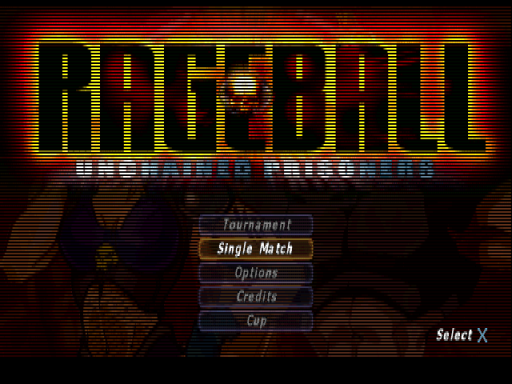 RAGEBALL
UNCHAINED PRISONERS
Tournament
Single Match
Options
Credits
Cup
Select X